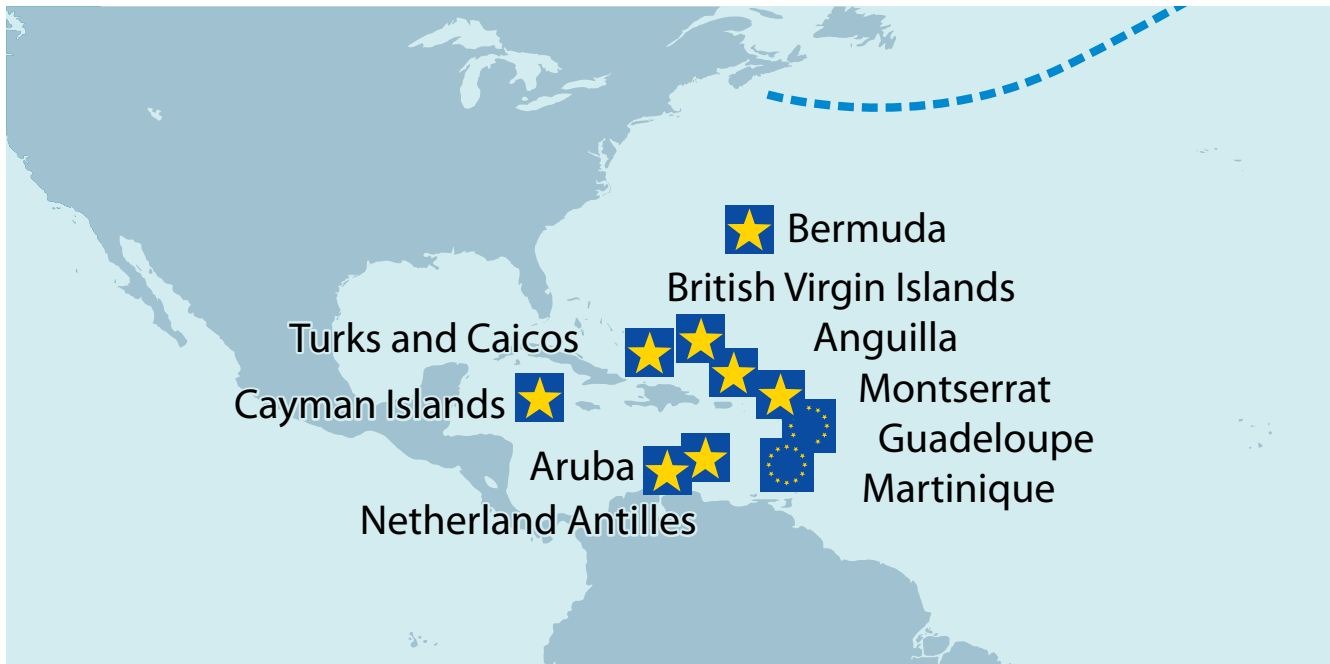 Bermuda
British Virgin Islands
Turks and Caicos
Anguilla
Cayman Islands
Montserrat
Guadeloupe
Aruba
Martinique
Netherland Antilles